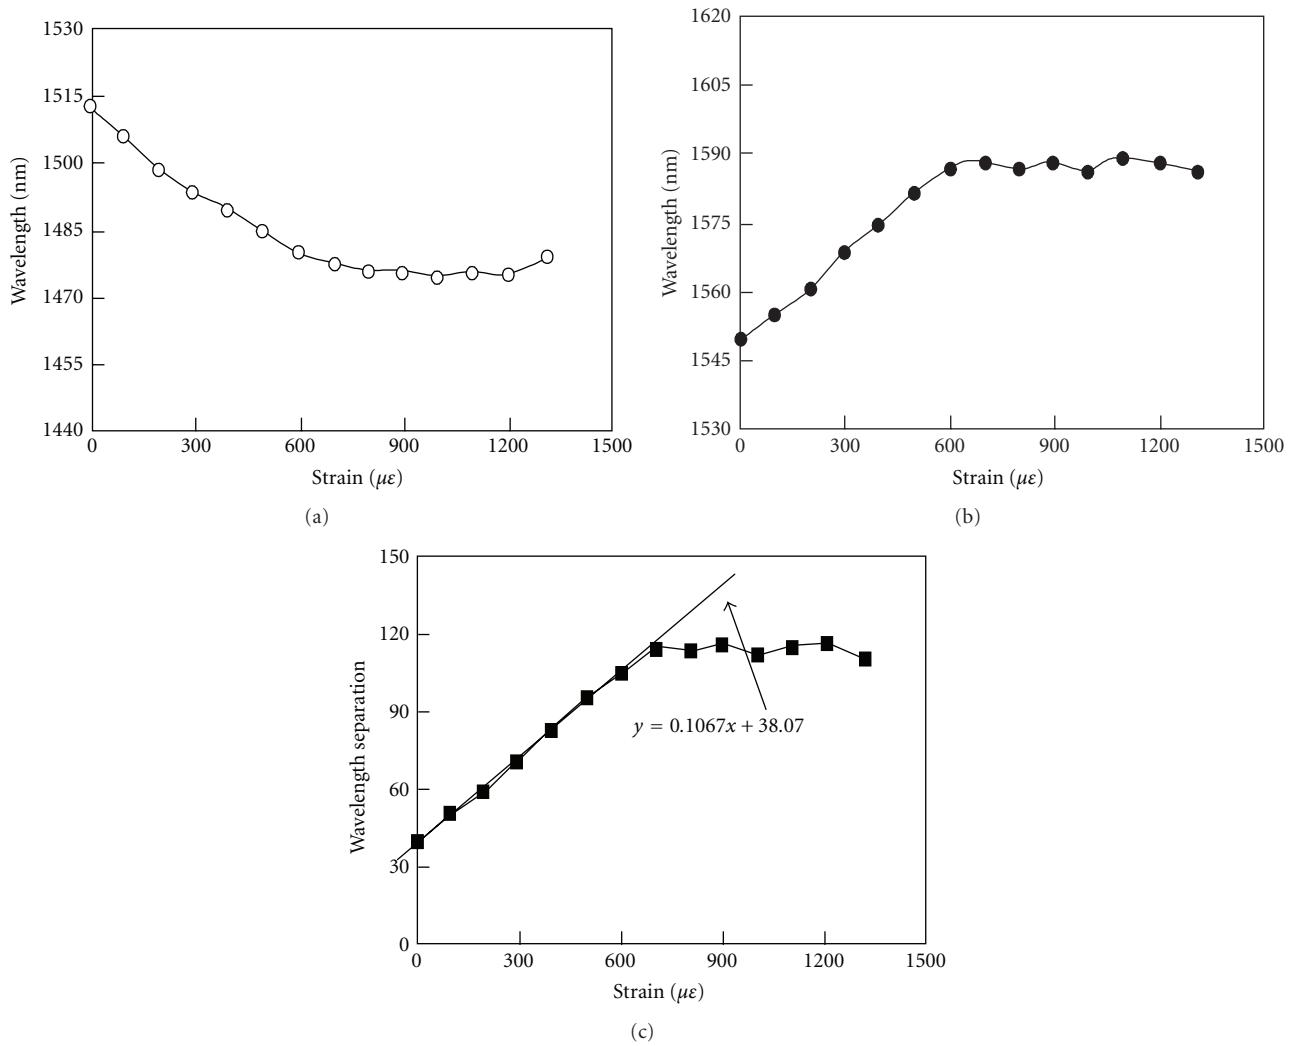 1530
1515
1500
1485
1470
1455
1440
Wavelength (nm)
0 300 600 900 1200 1500
Strain (με)
(a)
1620
1605
1590
1575
1560
1545
1530
Wavelength (nm)
0 300 600 900 1200 1500
Strain (με)
(b)
150
120
90
60
30
0
Wavelength separation
y = 0.1067x + 38.07
0 300 600 900 1200 1500
Strain (με)
(c)